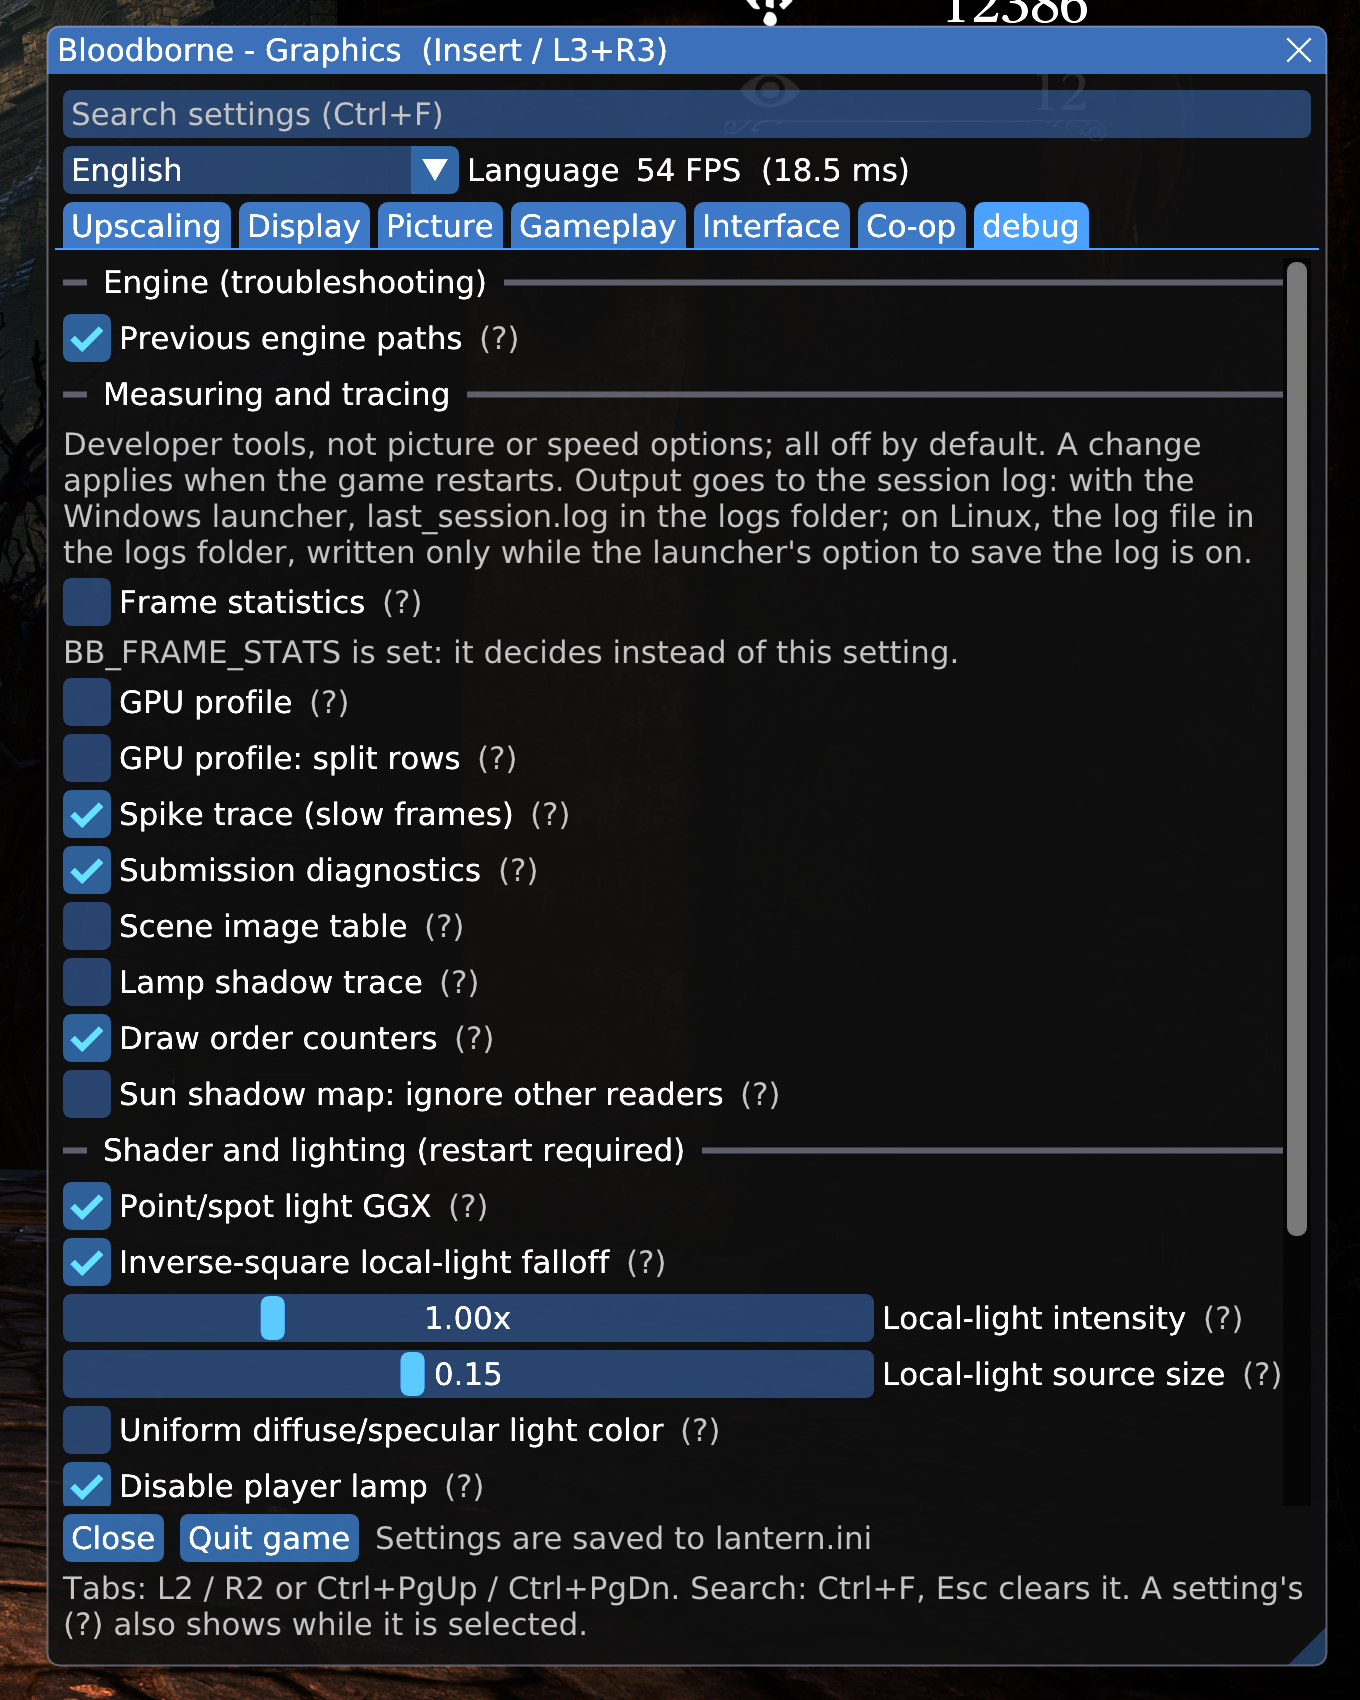 12386
Bloodborne - Graphics (Insert / L3+R3)
12
Search settings (Ctrl+F)
English Language 54 FPS (18.5 ms)
Upscaling Display Picture Gameplay Interface Co-op debug
Engine (troubleshooting)
Previous engine paths (?)
Measuring and tracing
Developer tools, not picture or speed options; all off by default. A change
applies when the game restarts. Output goes to the session log: with the
Windows launcher, last_session.log in the logs folder; on Linux, the log file in
the logs folder, written only while the launcher's option to save the log is on.
Frame statistics (?)
BB_FRAME_STATS is set: it decides instead of this setting.
GPU profile (?)
GPU profile: split rows (?)
Spike trace (slow frames) (?)
Submission diagnostics (?)
Scene image table (?)
Lamp shadow trace (?)
Draw order counters (?)
Sun shadow map: ignore other readers (?)
Shader and lighting (restart required)
Point/spot light GGX (?)
Inverse-square local-light falloff (?)
1.00x Local-light intensity (?)
0.15 Local-light source size (?)
Uniform diffuse/specular light color (?)
Disable player lamp (?)
Close Quit game Settings are saved to lantern.ini
Tabs: L2 / R2 or Ctrl+PgUp / Ctrl+PgDn. Search: Ctrl+F, Esc clears it. A setting's
(?) also shows while it is selected.